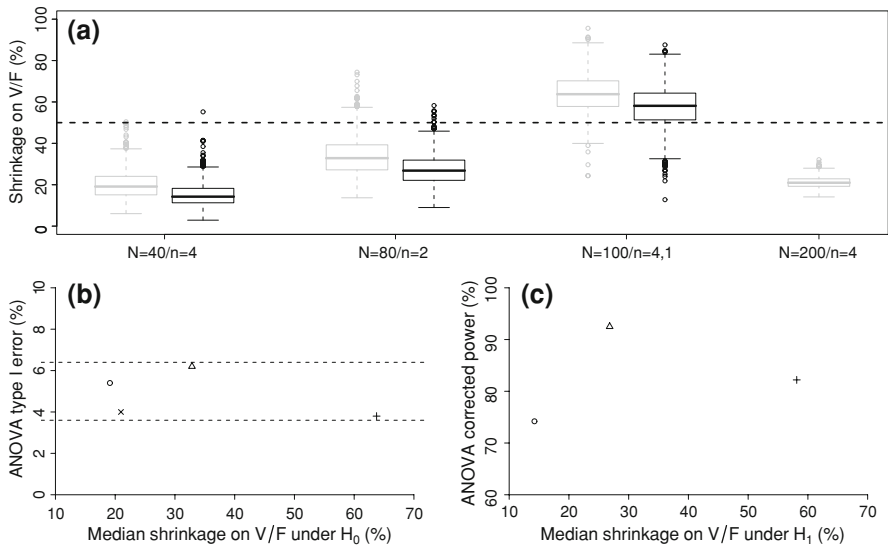 (a)
Shrinkage on V/F (%)
100
80
60
40
20
0
N=40/n=4
N=80/n=2
N=100/n=4,1
N=200/n=4
(b)
ANOVA type I error (%)
10
8
6
4
2
0
10
20
30
40
50
60
70
Median shrinkage on V/F under H₀ (%)
(c)
ANOVA corrected power (%)
100
90
80
70
60
10
20
30
40
50
60
70
Median shrinkage on V/F under H₁ (%)